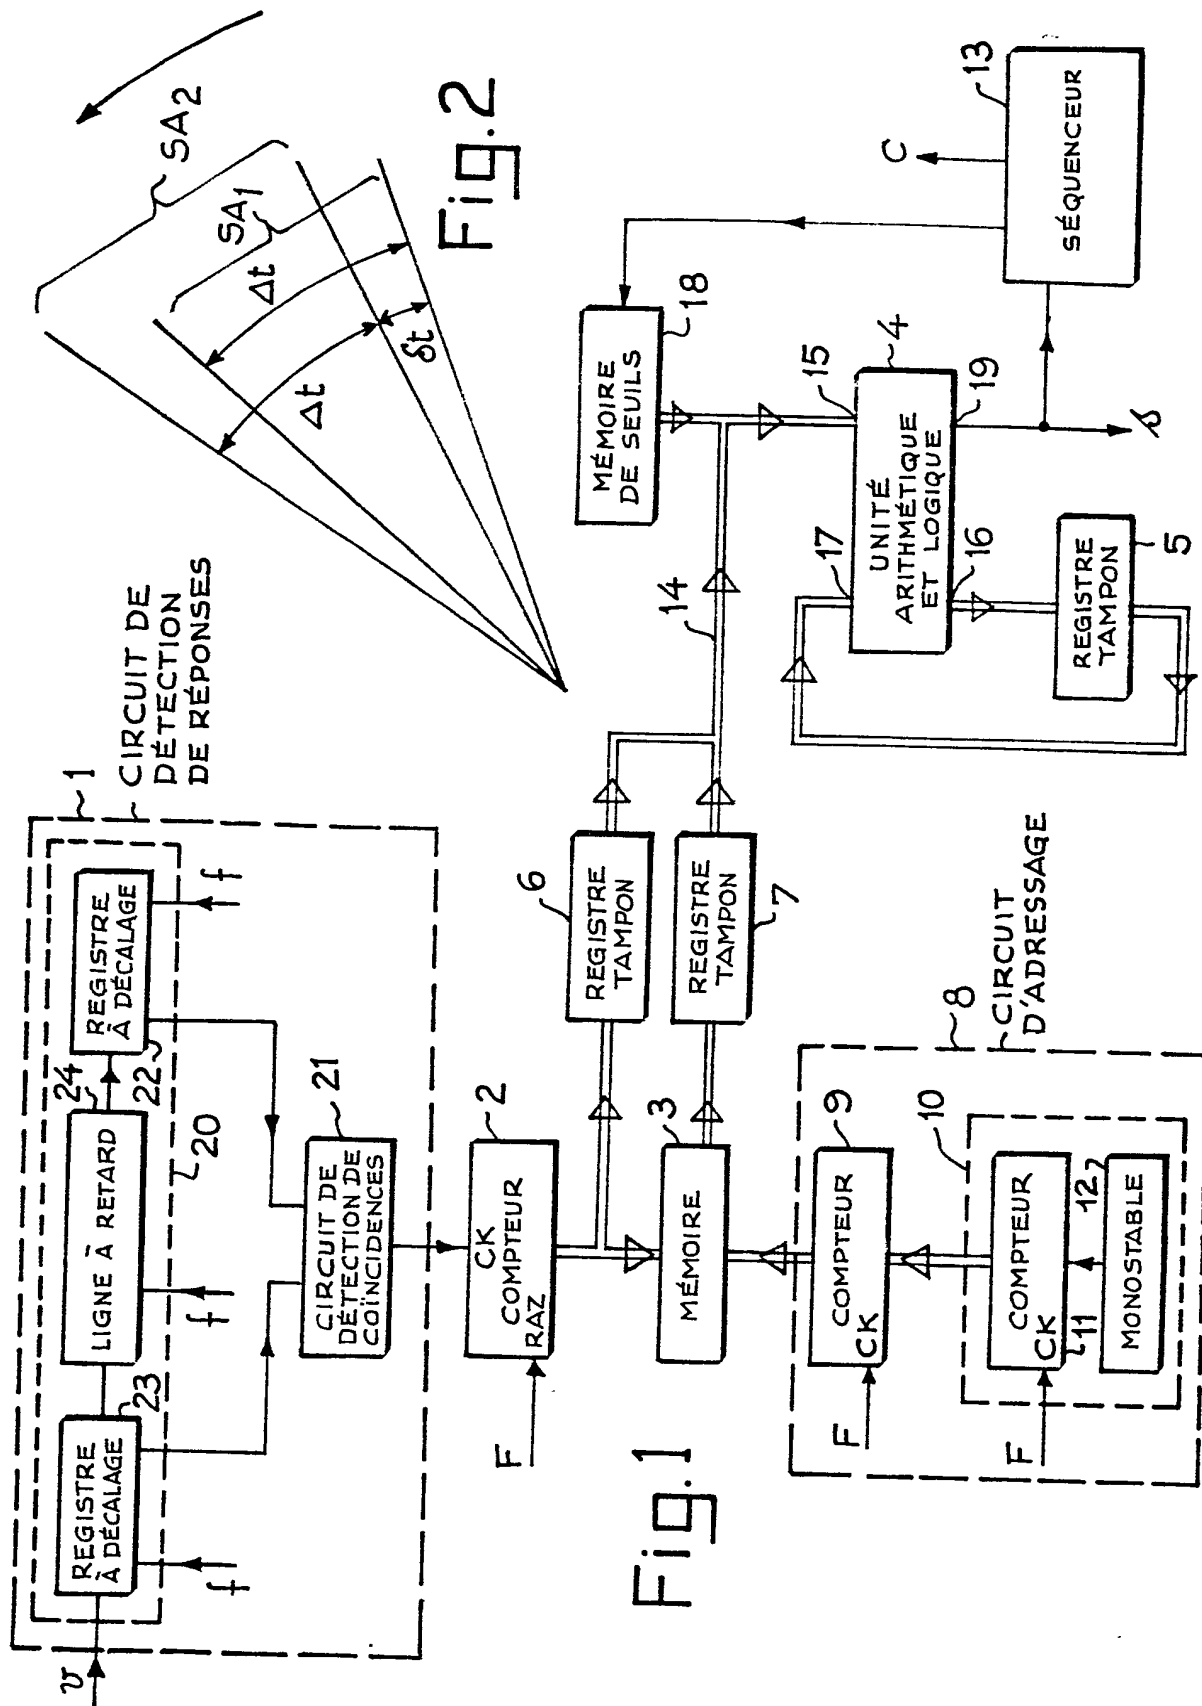 v
REGISTRE
À DÉCALAGE
23
f
LIGNE À RETARD
24
f
REGISTRE
À DÉCALAGE
22
f
20
1
CIRCUIT DE
DÉTECTION
DE RÉPONSES
CIRCUIT DE
DÉTECTION DE
COÏNCIDENCES
21
F
CK
COMPTEUR
RAZ
2
MÉMOIRE
3
REGISTRE
TAMPON
6
REGISTRE
TAMPON
7
14
MÉMOIRE
DE SEUILS
18
15
17
UNITÉ
ARITHMÉTIQUE
ET LOGIQUE
4
16
19
s
REGISTRE
TAMPON
5
C
SÉQUENCEUR
13
8
CIRCUIT
D'ADRESSAGE
F
COMPTEUR
CK
9
10
F
COMPTEUR
CK
11
12
MONOSTABLE
Fig.1
SA2
SA1
Δt
Δt
δt
Fig.2